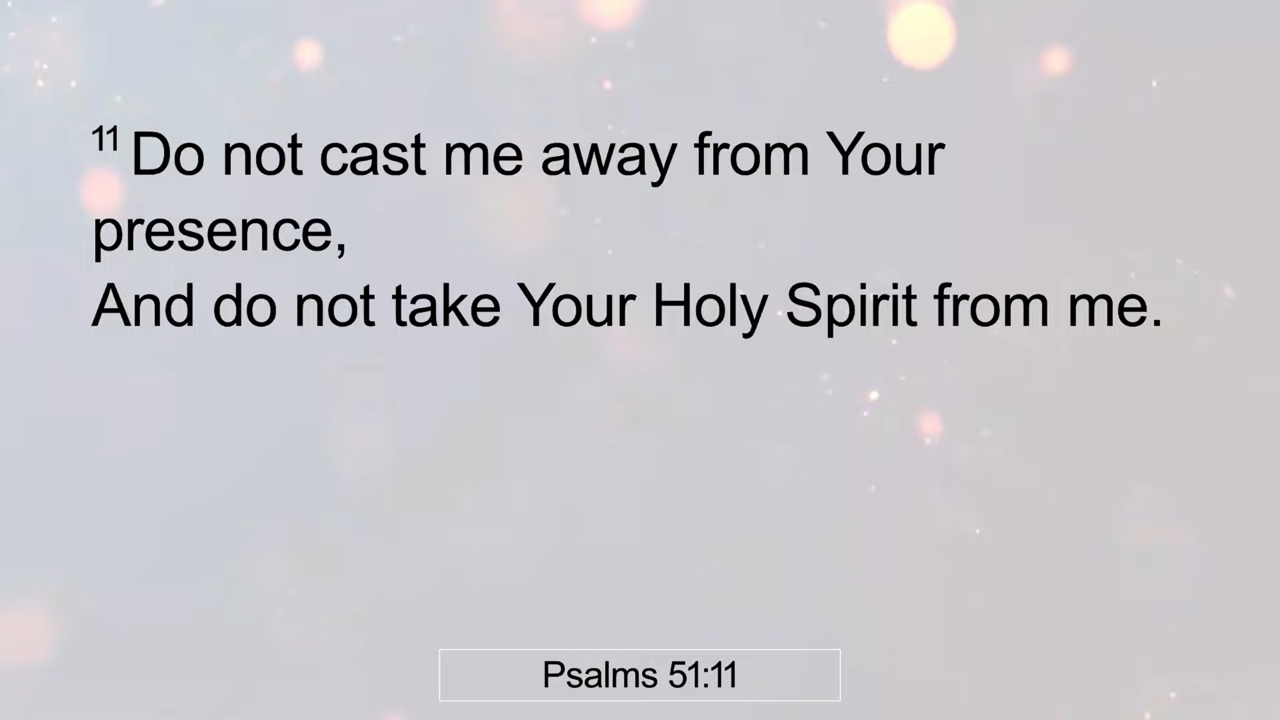 11 Do not cast me away from Your
presence,
And do not take Your Holy Spirit from me.
Psalms 51:11